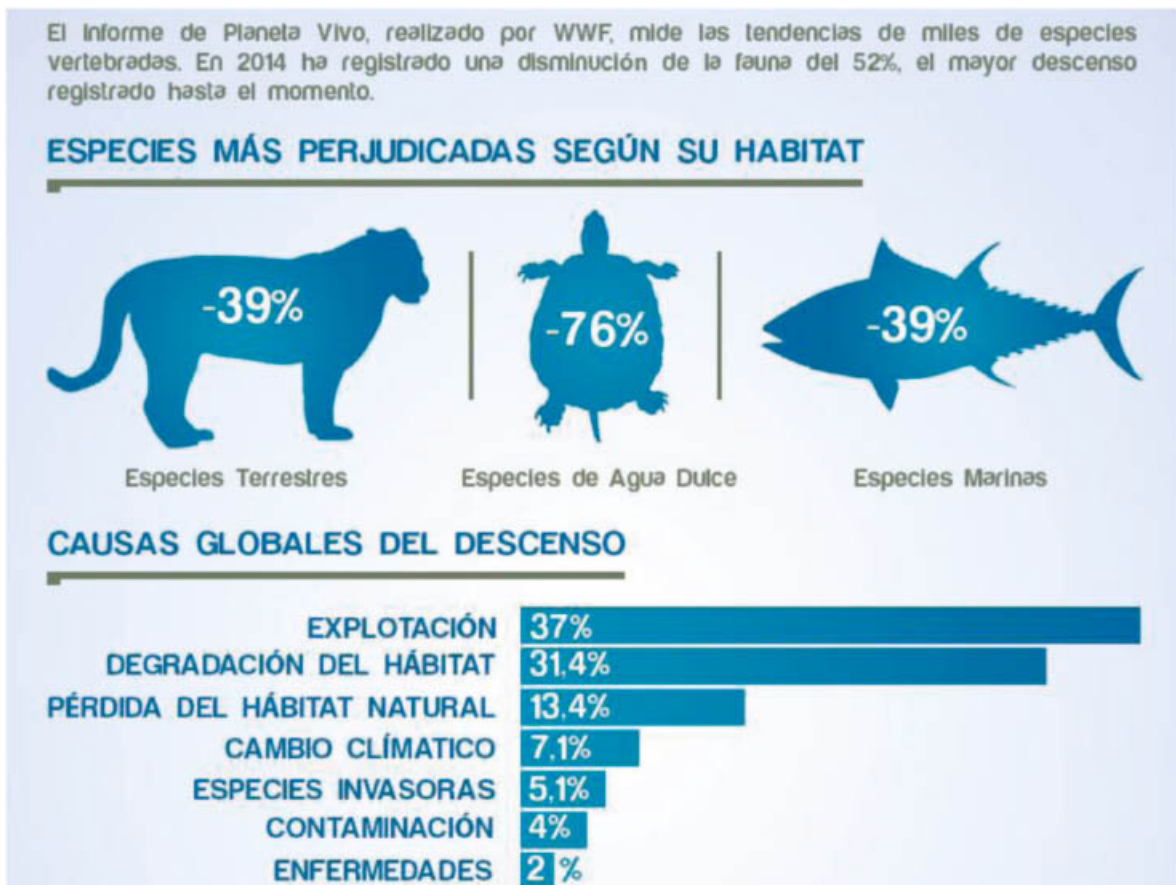 El Informe de Planeta Vivo, realizado por WWF, mide las tendencias de miles de especies
vertebradas. En 2014 ha registrado una disminución de la fauna del 52%, el mayor descenso
registrado hasta el momento.
ESPECIES MÁS PERJUDICADAS SEGÚN SU HABITAT
-39%
-76%
-39%
Especies Terrestres
Especies de Agua Dulce
Especies Marinas
CAUSAS GLOBALES DEL DESCENSO
EXPLOTACIÓN 37%
DEGRADACIÓN DEL HÁBITAT 31,4%
PÉRDIDA DEL HÁBITAT NATURAL 13,4%
CAMBIO CLÍMATICO 7,1%
ESPECIES INVASORAS 5,1%
CONTAMINACIÓN 4%
ENFERMEDADES 2 %